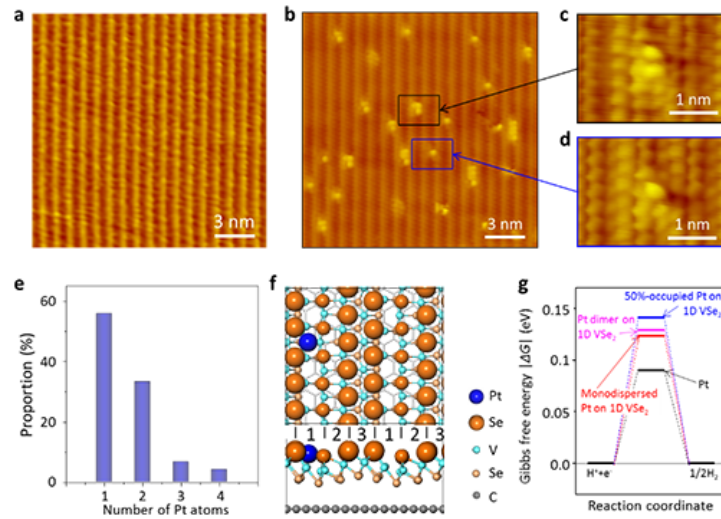 a
3 nm
b
3 nm
c
1 nm
d
1 nm
e
Proportion (%)
60
40
20
0
1 2 3 4
Number of Pt atoms
f
1 2 3 1 2 3
Pt
Se
V
Se
C
g
Gibbs free energy |ΔG| (eV)
0.15
0.10
0.05
0.00
50%-occupied Pt on
1D VSe₂
Pt dimer on
1D VSe₂
Monodispersed
Pt on 1D VSe₂
Pt
H⁺+e⁻
1/2H₂
Reaction coordinate